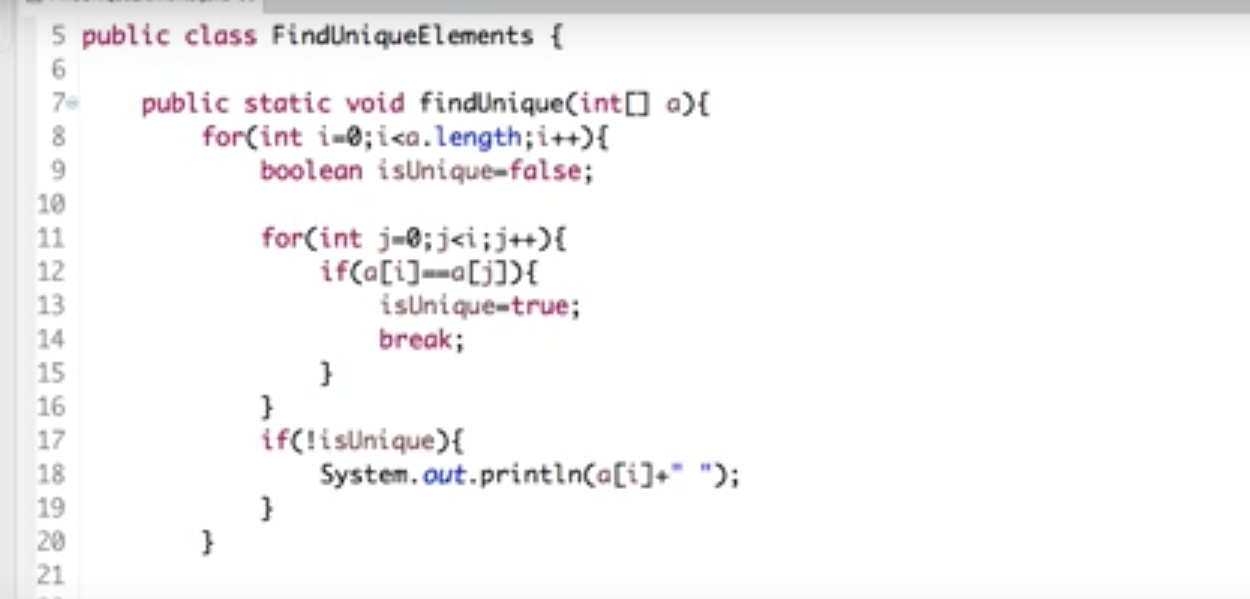 5 public class FindUniqueElements {
6
7 public static void findUnique(int[] a){
8 for(int i=0;i<a.length;i++){
9 boolean isUnique=false;
10
11 for(int j=0;j<i;j++){
12 if(a[i]==a[j]){
13 isUnique=true;
14 break;
15 }
16 }
17 if(!isUnique){
18 System.out.println(a[i]+" ");
19 }
20 }
21